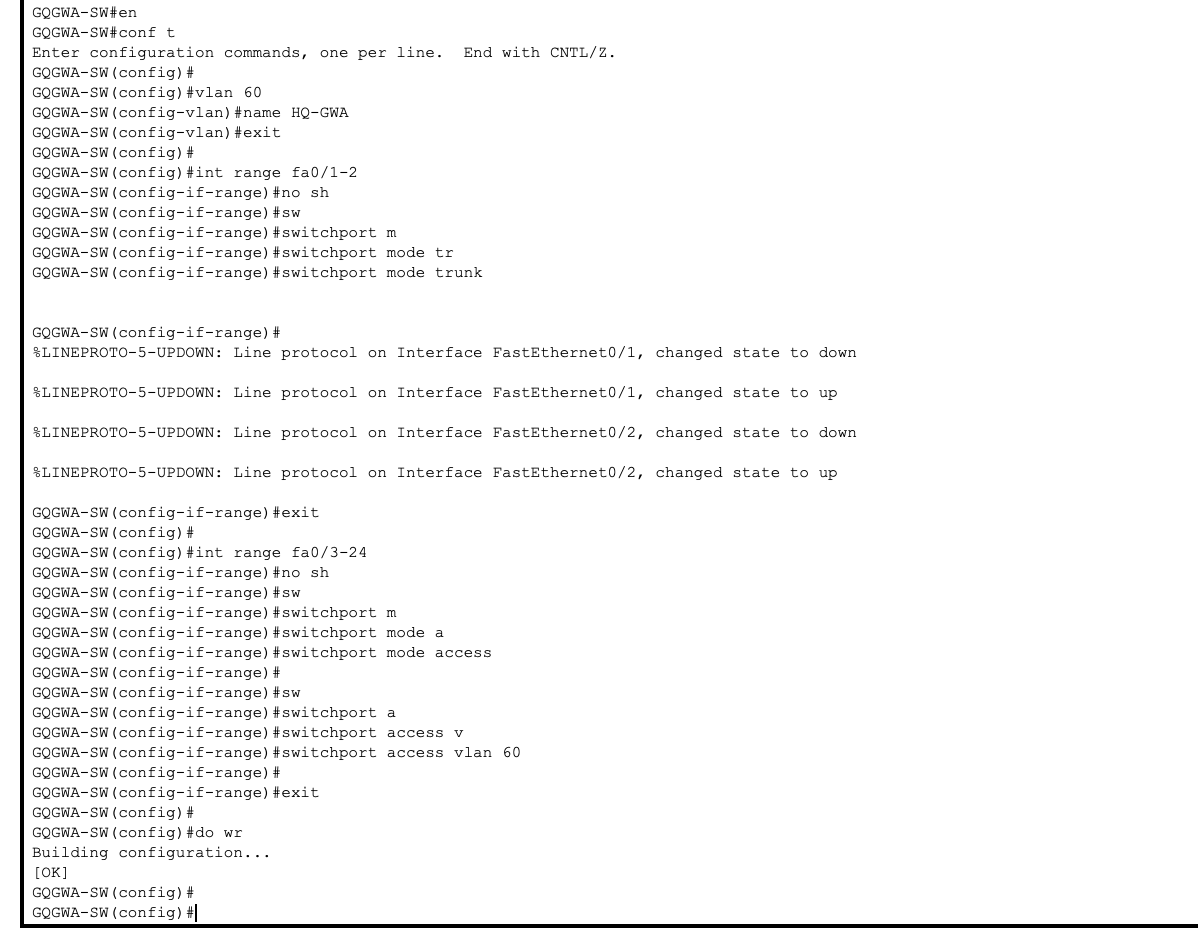 GQGWA-SW#en
GQGWA-SW#conf t
Enter configuration commands, one per line.  End with CNTL/Z.
GQGWA-SW(config)#
GQGWA-SW(config)#vlan 60
GQGWA-SW(config-vlan)#name HQ-GWA
GQGWA-SW(config-vlan)#exit
GQGWA-SW(config)#
GQGWA-SW(config)#int range fa0/1-2
GQGWA-SW(config-if-range)#no sh
GQGWA-SW(config-if-range)#sw
GQGWA-SW(config-if-range)#switchport m
GQGWA-SW(config-if-range)#switchport mode tr
GQGWA-SW(config-if-range)#switchport mode trunk
GQGWA-SW(config-if-range)#
%LINEPROTO-5-UPDOWN: Line protocol on Interface FastEthernet0/1, changed state to down
%LINEPROTO-5-UPDOWN: Line protocol on Interface FastEthernet0/1, changed state to up
%LINEPROTO-5-UPDOWN: Line protocol on Interface FastEthernet0/2, changed state to down
%LINEPROTO-5-UPDOWN: Line protocol on Interface FastEthernet0/2, changed state to up
GQGWA-SW(config-if-range)#exit
GQGWA-SW(config)#
GQGWA-SW(config)#int range fa0/3-24
GQGWA-SW(config-if-range)#no sh
GQGWA-SW(config-if-range)#sw
GQGWA-SW(config-if-range)#switchport m
GQGWA-SW(config-if-range)#switchport mode a
GQGWA-SW(config-if-range)#switchport mode access
GQGWA-SW(config-if-range)#
GQGWA-SW(config-if-range)#sw
GQGWA-SW(config-if-range)#switchport a
GQGWA-SW(config-if-range)#switchport access v
GQGWA-SW(config-if-range)#switchport access vlan 60
GQGWA-SW(config-if-range)#
GQGWA-SW(config-if-range)#exit
GQGWA-SW(config)#
GQGWA-SW(config)#do wr
Building configuration...
[OK]
GQGWA-SW(config)#
GQGWA-SW(config)#